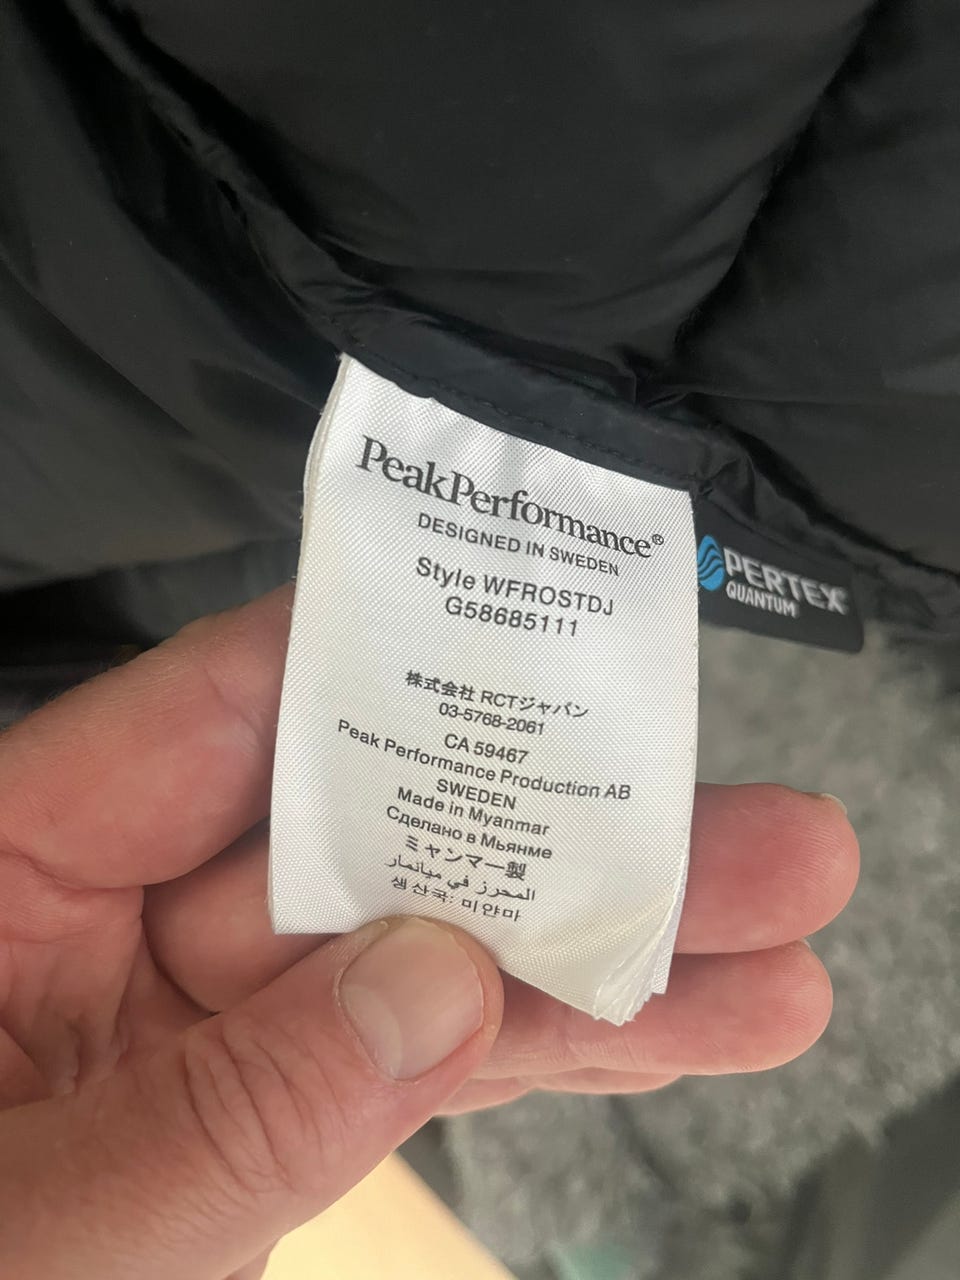 PeakPerformance®
DESIGNED IN SWEDEN
Style WFROSTDJ
G58685111
株式会社 RCTジャパン
03-5768-2061
CA 59467
Peak Performance Production AB
SWEDEN
Made in Myanmar
Сделано в Мьянме
ミャンマー製
المحرز في ميانمار
생산국: 미얀마
PERTEX
QUANTUM